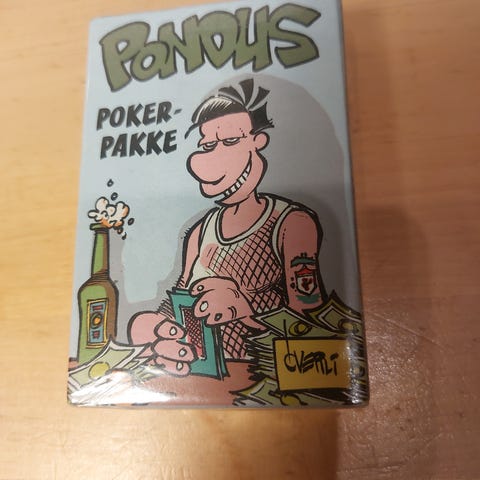 PONDUS
POKER-
PAKKE
ØVERLI